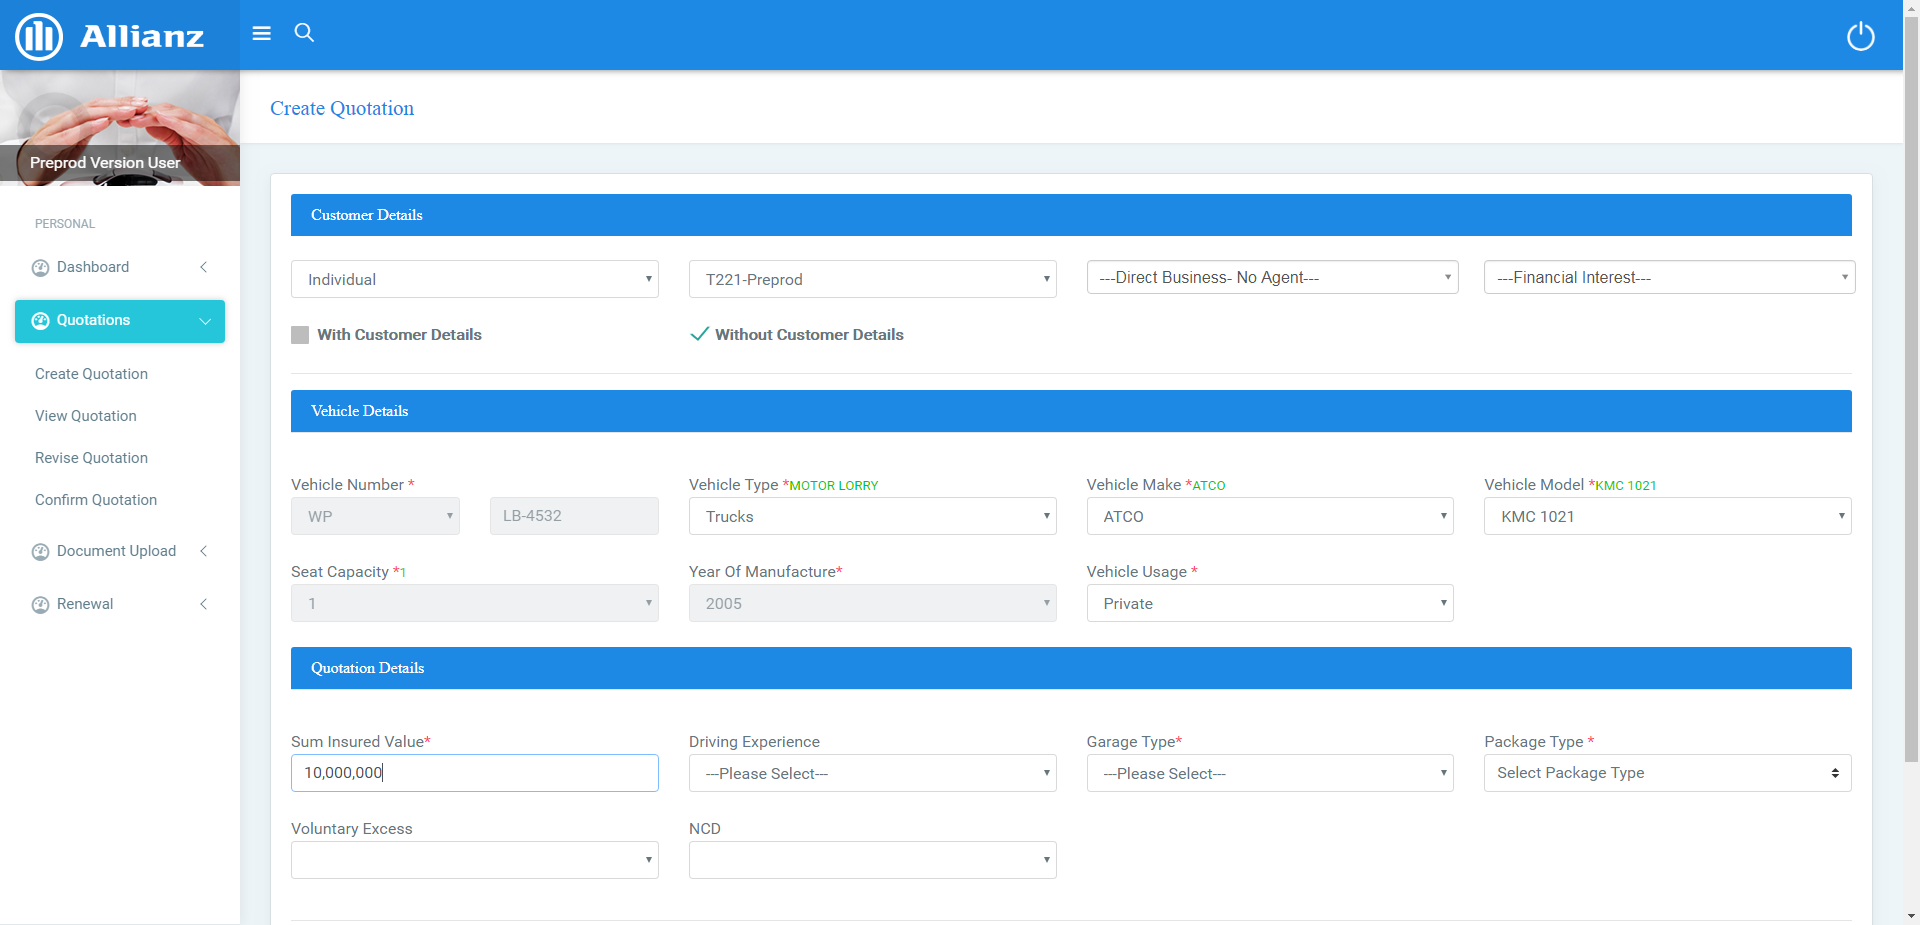 Allianz
Preprod Version User
Create Quotation
PERSONAL
Dashboard
Quotations
Create Quotation
View Quotation
Revise Quotation
Confirm Quotation
Document Upload
Renewal
Customer Details
Individual
T221-Preprod
---Direct Business- No Agent---
---Financial Interest---
With Customer Details
Without Customer Details
Vehicle Details
Vehicle Number *
Vehicle Type *MOTOR LORRY
Vehicle Make *ATCO
Vehicle Model *KMC 1021
WP
LB-4532
Trucks
ATCO
KMC 1021
Seat Capacity *1
Year Of Manufacture*
Vehicle Usage *
1
2005
Private
Quotation Details
Sum Insured Value*
Driving Experience
Garage Type*
Package Type *
10,000,000
---Please Select---
---Please Select---
Select Package Type
Voluntary Excess
NCD